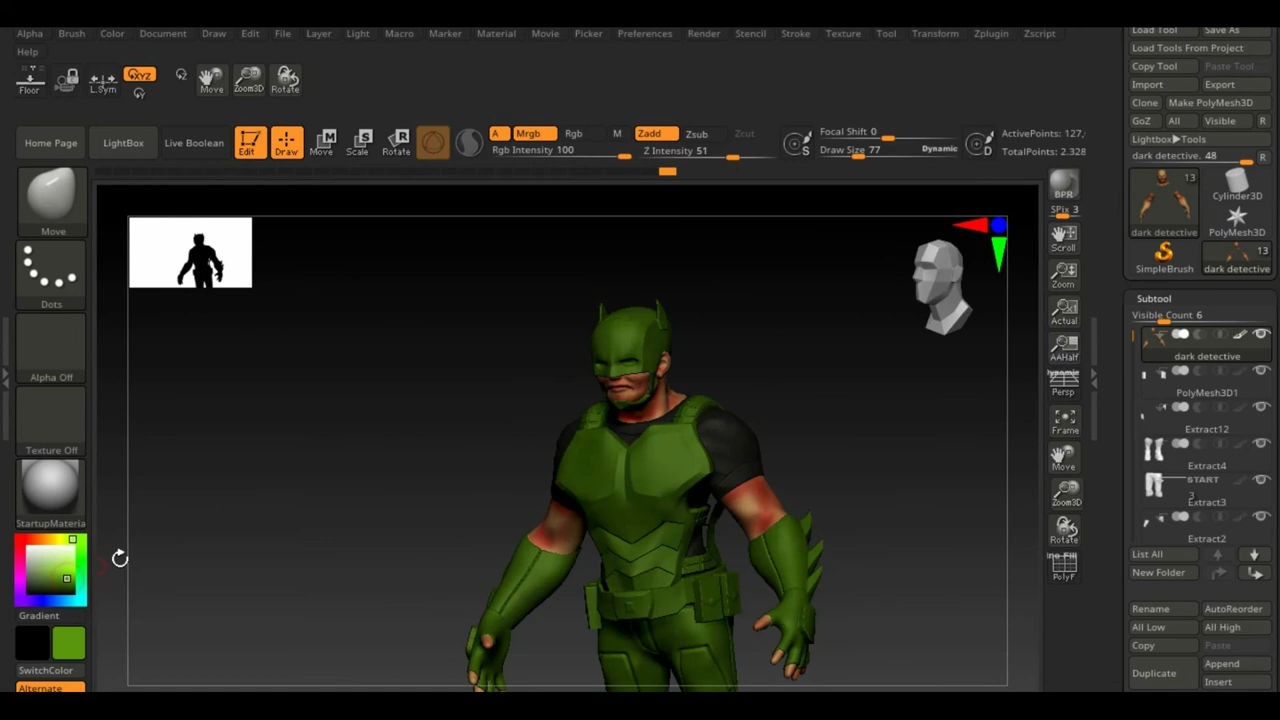 Alpha Brush Color Document Draw Edit File Layer Light Macro Marker Material Movie Picker Preferences Render Stencil Stroke Texture Tool Transform Zplugin Zscript
Help
Floor L.Sym XYZ Move Zoom3D Rotate
Home Page LightBox Live Boolean Edit Draw Move Scale Rotate
A Mrgb Rgb M Zadd Zsub Zcut
Rgb Intensity 100 Z Intensity 51
Focal Shift 0
Draw Size 77 Dynamic
ActivePoints: 127,
TotalPoints: 2.328
Move
Dots
Alpha Off
Texture Off
StartupMateria
Gradient
SwitchColor
Alternate
BPR
SPix 3
Scroll
Zoom
Actual
AAHalf
Dynamic
Persp
Frame
Move
Zoom3D
Rotate
PolyF
Load Tool Save As
Load Tools From Project
Copy Tool Paste Tool
Import Export
Clone Make PolyMesh3D
GoZ All Visible R
Lightbox▶Tools
dark detective. 48 R
13
Cylinder3D
dark detective PolyMesh3D
13
SimpleBrush dark detective
Subtool
Visible Count 6
dark detective
PolyMesh3D1
Extract12
Extract4
START
3
Extract3
Extract2
List All
New Folder
Rename AutoReorder
All Low All High
Copy Paste
Duplicate Append
Insert